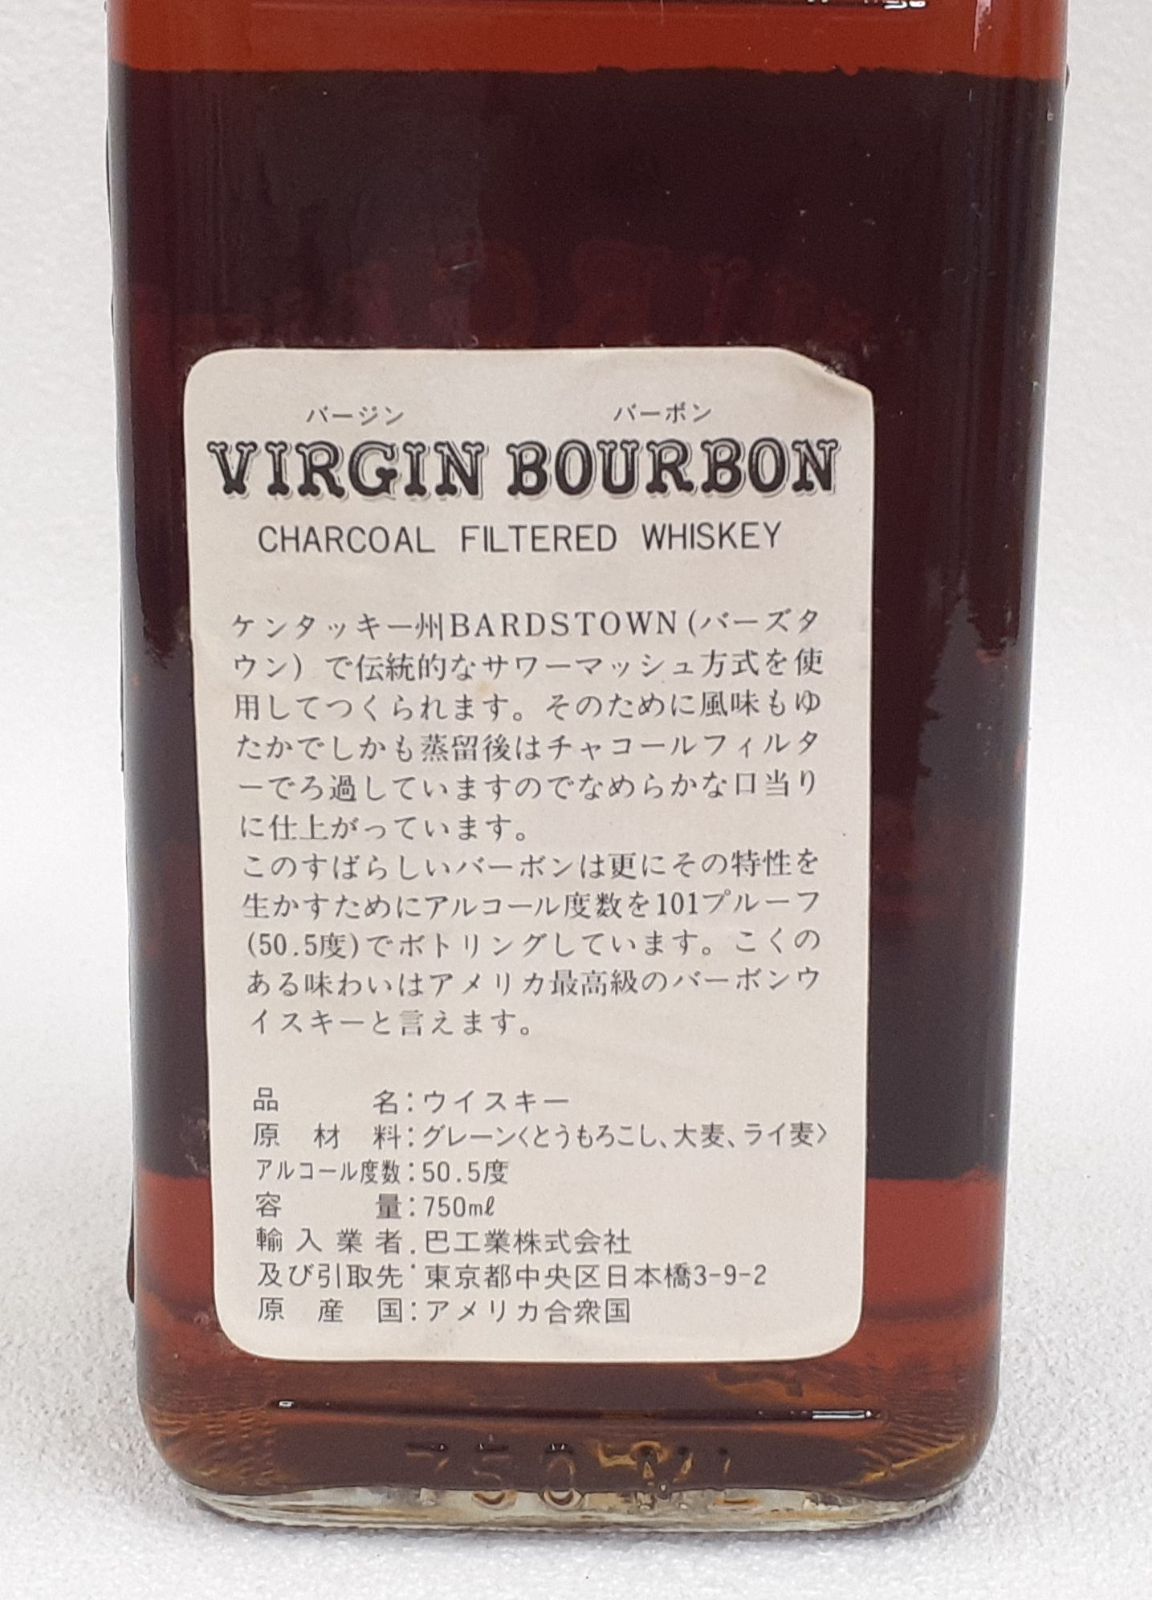 バージン バーボン
VIRGIN BOURBON
CHARCOAL FILTERED WHISKEY
ケンタッキー州BARDSTOWN(バーズタ
ウン)で伝統的なサワーマッシュ方式を使
用してつくられます。そのために風味もゆ
たかでしかも蒸留後はチャコールフィルタ
ーでろ過していますのでなめらかな口当り
に仕上がっています。
このすばらしいバーボンは更にその特性を
生かすためにアルコール度数を101プルーフ
(50.5度)でボトリングしています。こくの
ある味わいはアメリカ最高級のバーボンウ
イスキーと言えます。
品名:ウイスキー
原材料:グレーン〈とうもろこし、大麦、ライ麦〉
アルコール度数:50.5度
容量:750mℓ
輸入業者:巴工業株式会社
及び引取先 東京都中央区日本橋3-9-2
原産国:アメリカ合衆国
750 ML